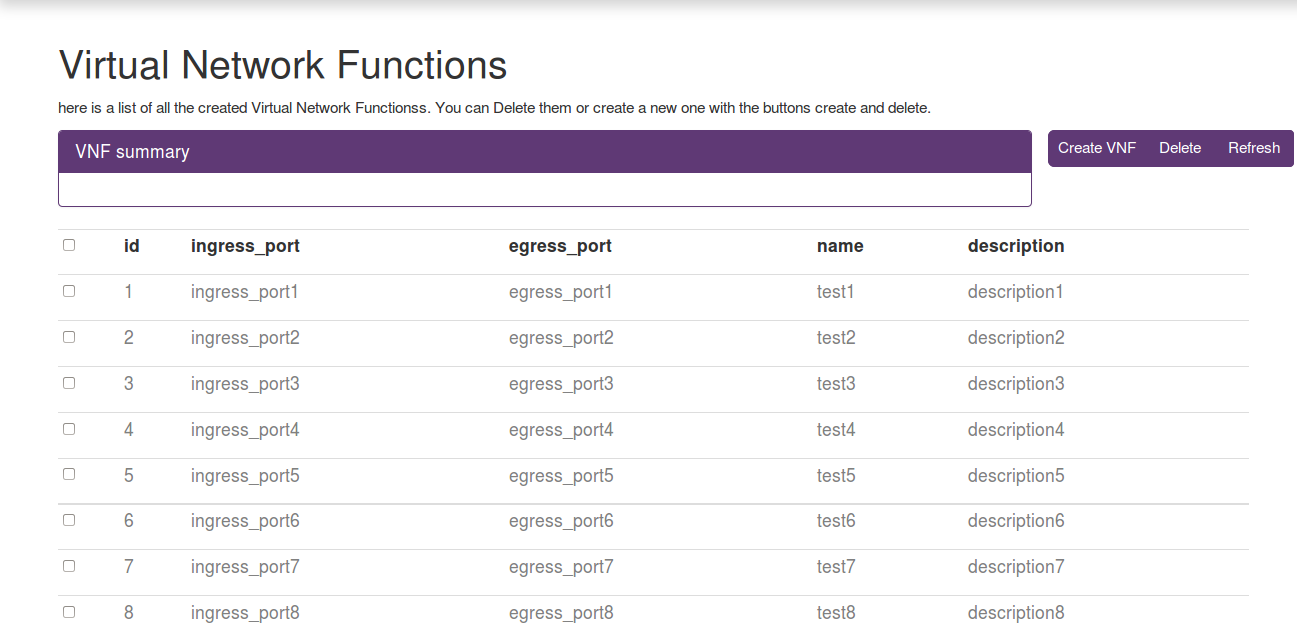 Virtual Network Functions
here is a list of all the created Virtual Network Functionss. You can Delete them or create a new one with the buttons create and delete.
VNF summary
Create VNF Delete Refresh
id ingress_port egress_port name description
1 ingress_port1 egress_port1 test1 description1
2 ingress_port2 egress_port2 test2 description2
3 ingress_port3 egress_port3 test3 description3
4 ingress_port4 egress_port4 test4 description4
5 ingress_port5 egress_port5 test5 description5
6 ingress_port6 egress_port6 test6 description6
7 ingress_port7 egress_port7 test7 description7
8 ingress_port8 egress_port8 test8 description8